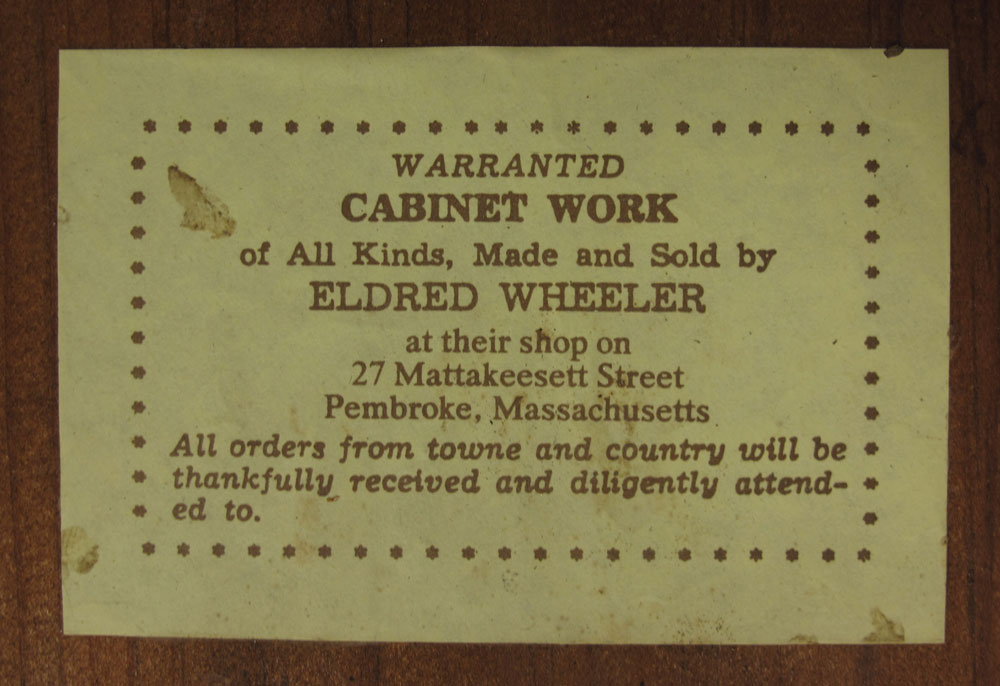 WARRANTED
CABINET WORK
of All Kinds, Made and Sold by
ELDRED WHEELER
at their shop on
27 Mattakeesett Street
Pembroke, Massachusetts
All orders from towne and country will be
thankfully received and diligently attend-
ed to.